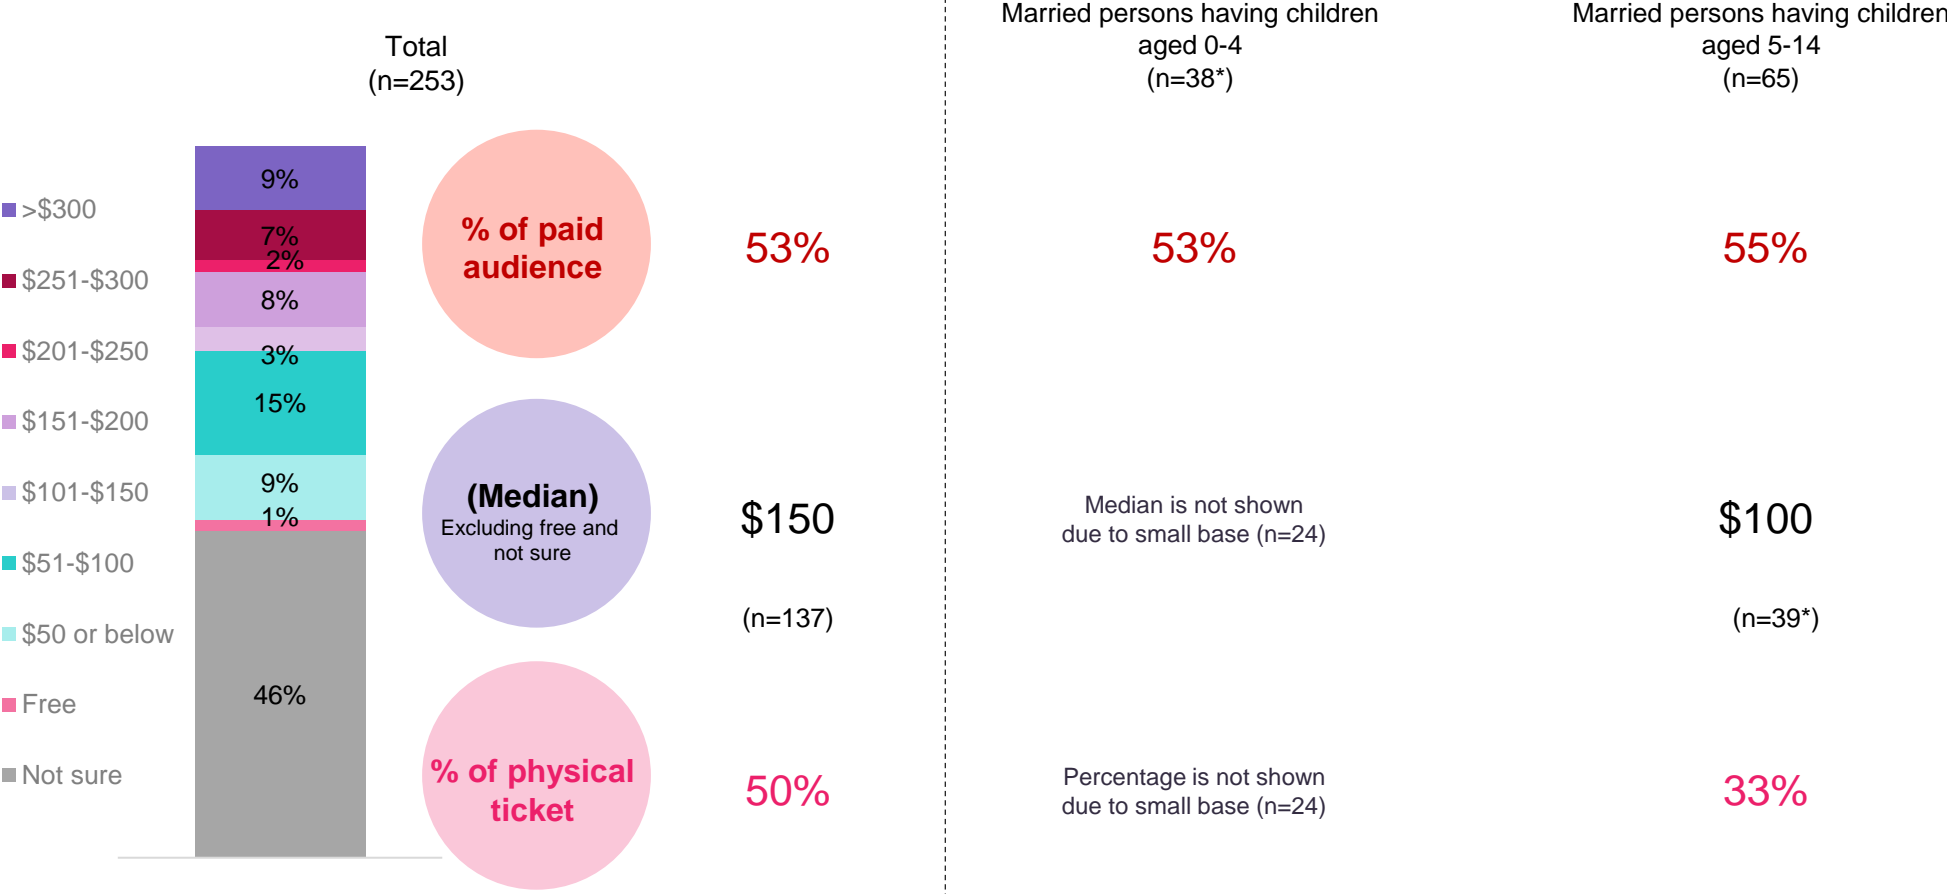 Total
(n=253)
Married persons having children
aged 0-4
(n=38*)
Married persons having children
aged 5-14
(n=65)
>$300
$251-$300
$201-$250
$151-$200
$101-$150
$51-$100
$50 or below
Free
Not sure
9%
7%
2%
8%
3%
15%
9%
1%
46%
% of paid
audience
53%
53%
55%
(Median)
Excluding free and
not sure
$150
(n=137)
Median is not shown
due to small base (n=24)
$100
(n=39*)
% of physical
ticket
50%
Percentage is not shown
due to small base (n=24)
33%